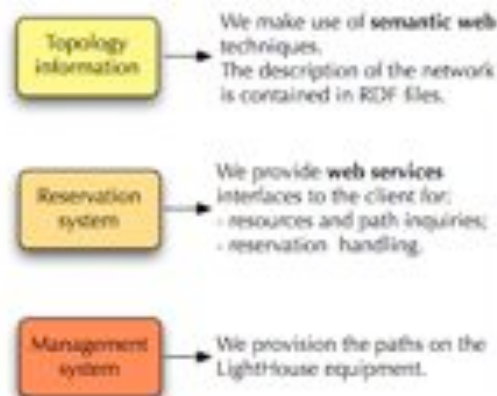 Topology
information
We make use of semantic web
techniques.
The description of the network
is contained in RDF files.
Reservation
system
We provide web services
interfaces to the client for:
- resources and path inquiries;
- reservation handling.
Management
system
We provision the paths on the
LightHouse equipment.